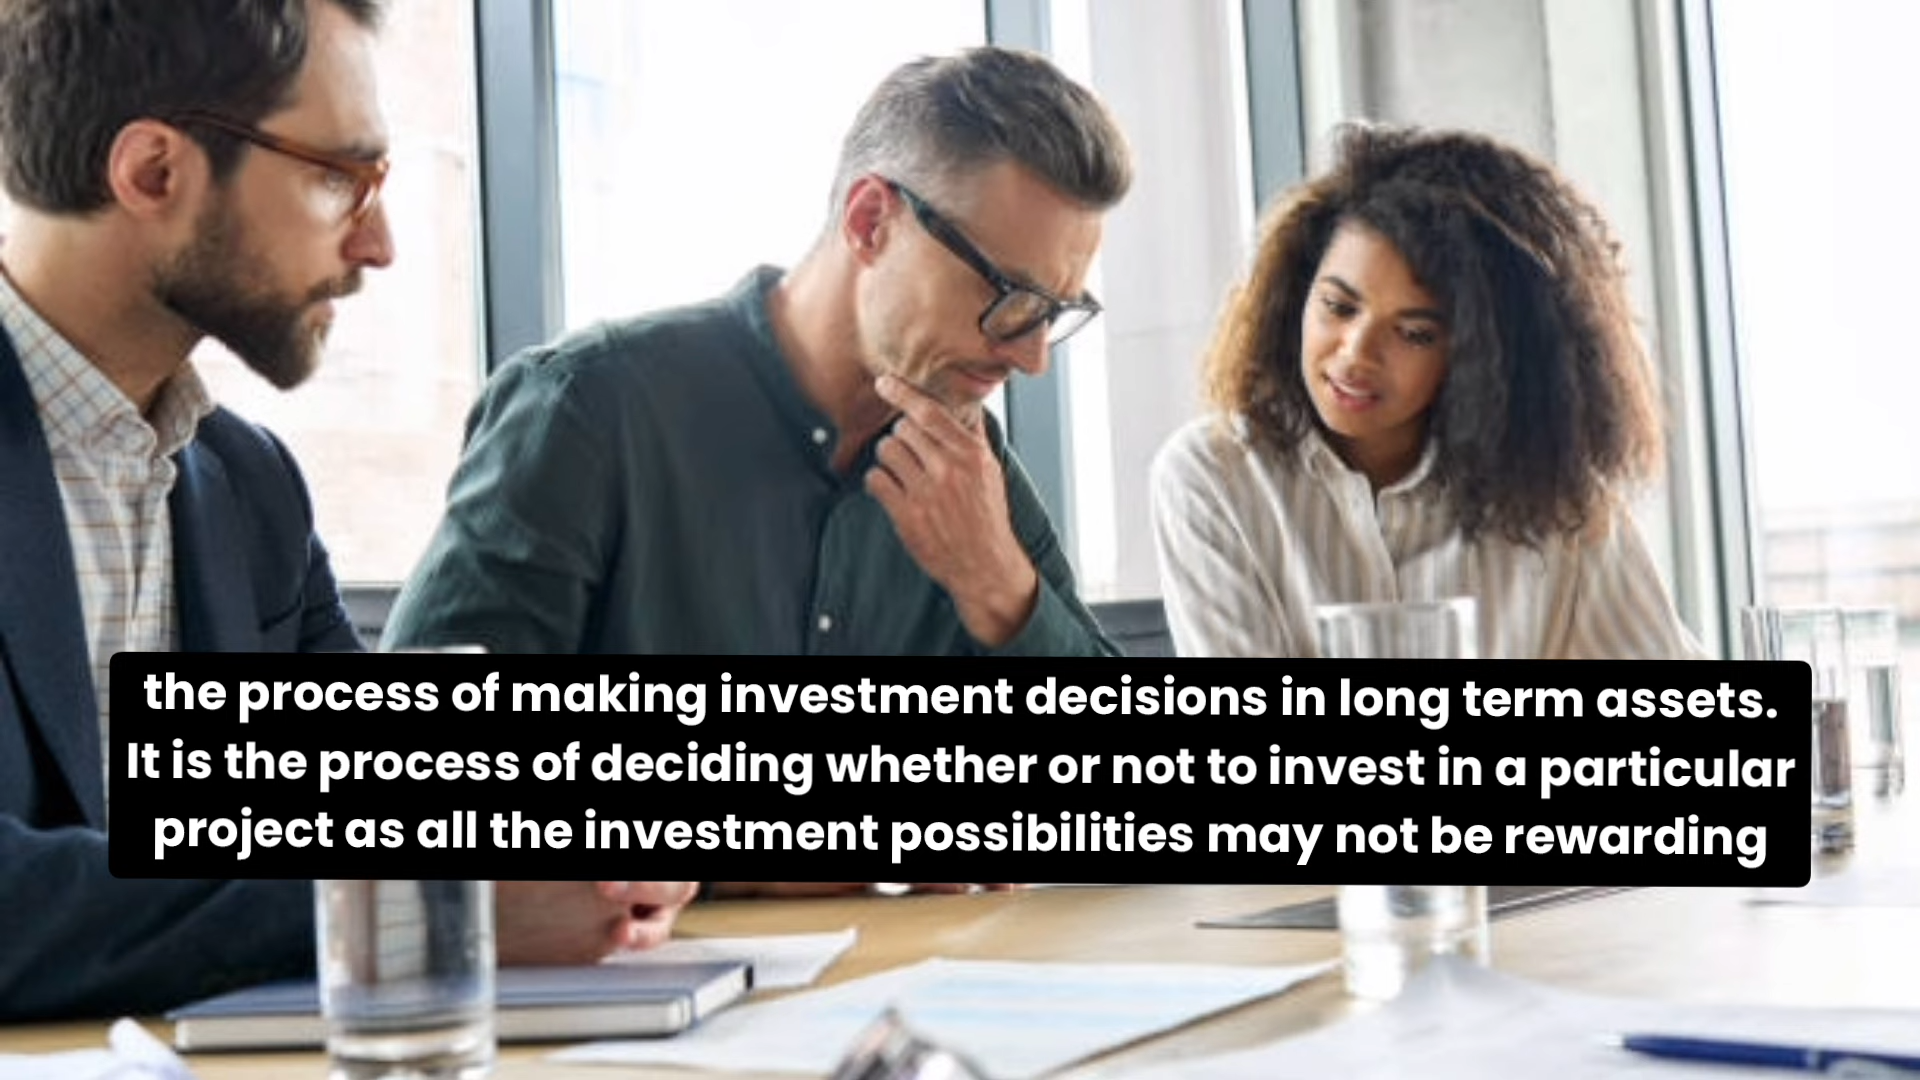 the process of making investment decisions in long term assets.
It is the process of deciding whether or not to invest in a particular
project as all the investment possibilities may not be rewarding